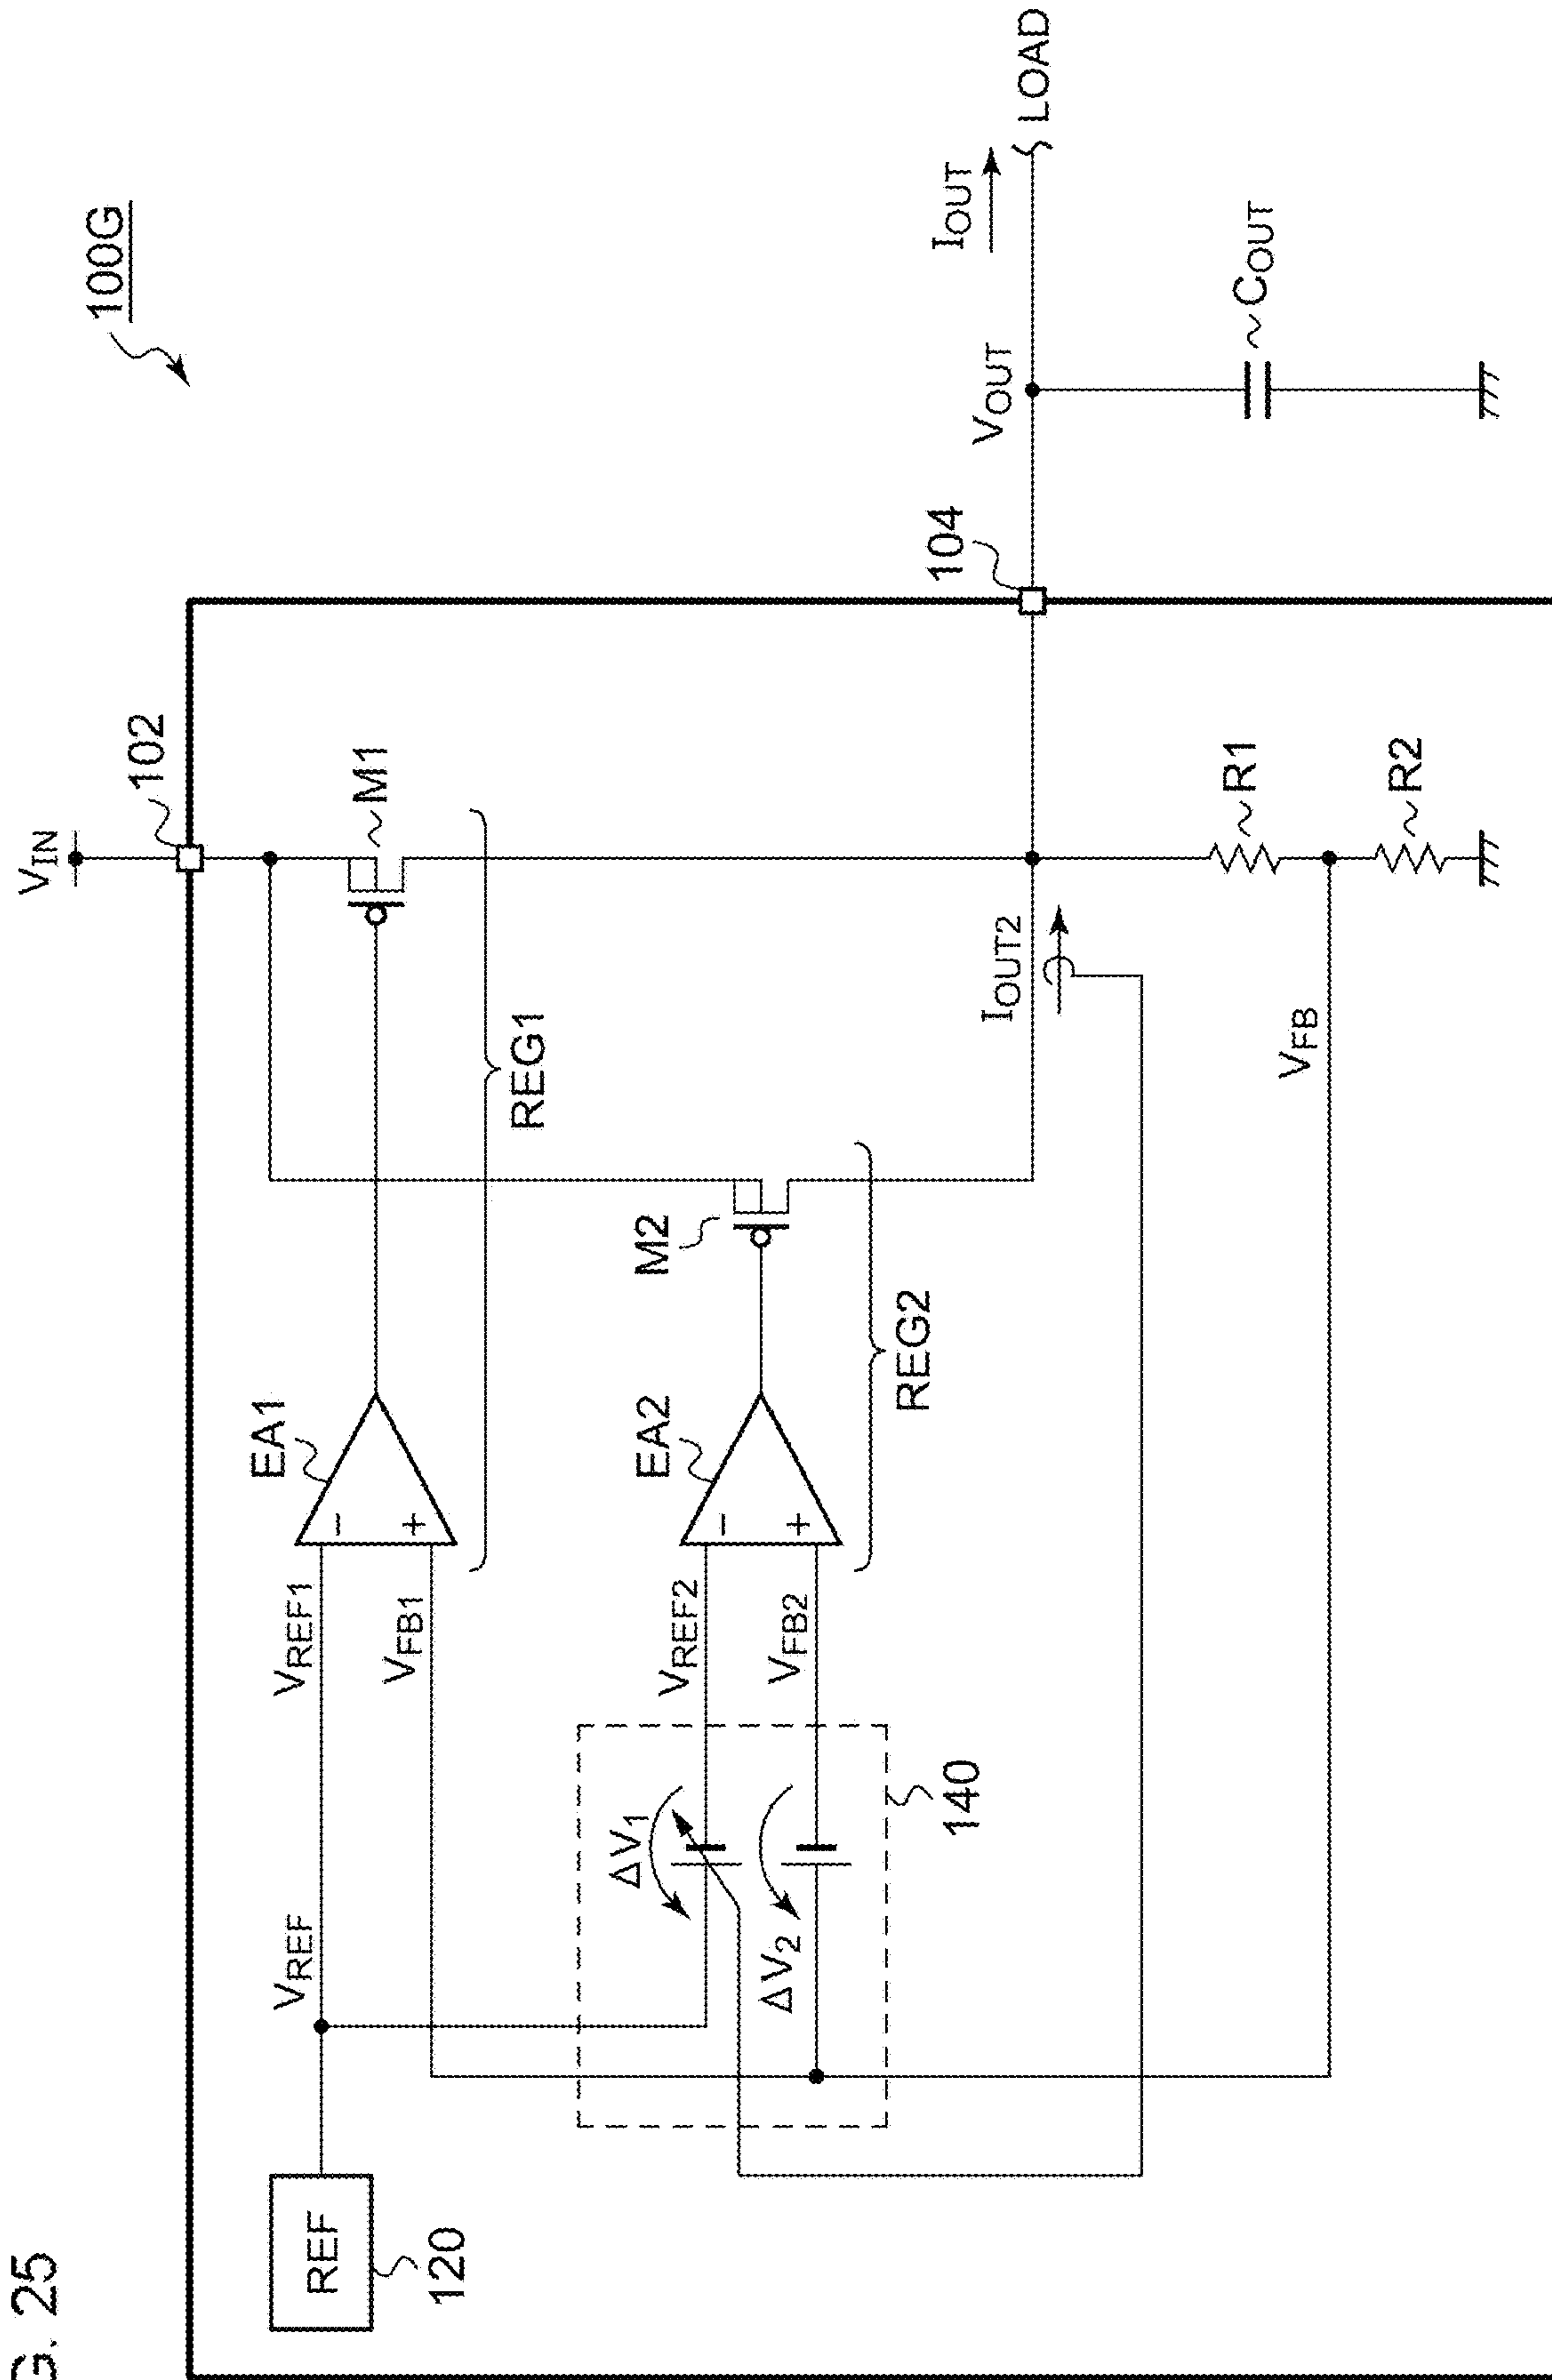 G. 25
100G
VIN
102
M1
EA1
VREF
VREF1
VFB1
−
+
REG1
REF
120
M2
EA2
VREF2
VFB2
−
+
REG2
ΔV1
ΔV2
140
IOUT2
104
VOUT
IOUT
LOAD
COUT
R1
VFB
R2